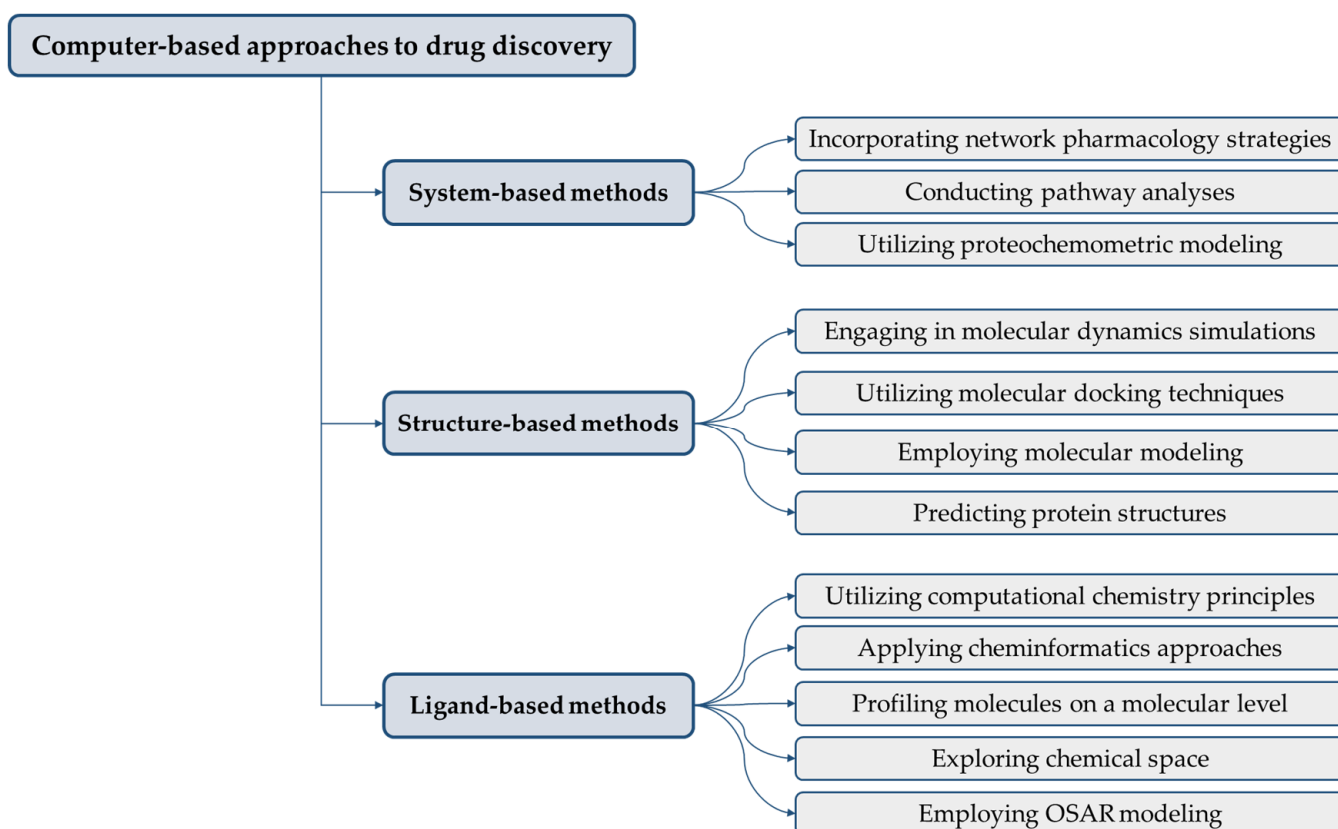 Computer-based approaches to drug discovery
System-based methods
Incorporating network pharmacology strategies
Conducting pathway analyses
Utilizing proteochemometric modeling
Structure-based methods
Engaging in molecular dynamics simulations
Utilizing molecular docking techniques
Employing molecular modeling
Predicting protein structures
Ligand-based methods
Utilizing computational chemistry principles
Applying cheminformatics approaches
Profiling molecules on a molecular level
Exploring chemical space
Employing QSAR modeling